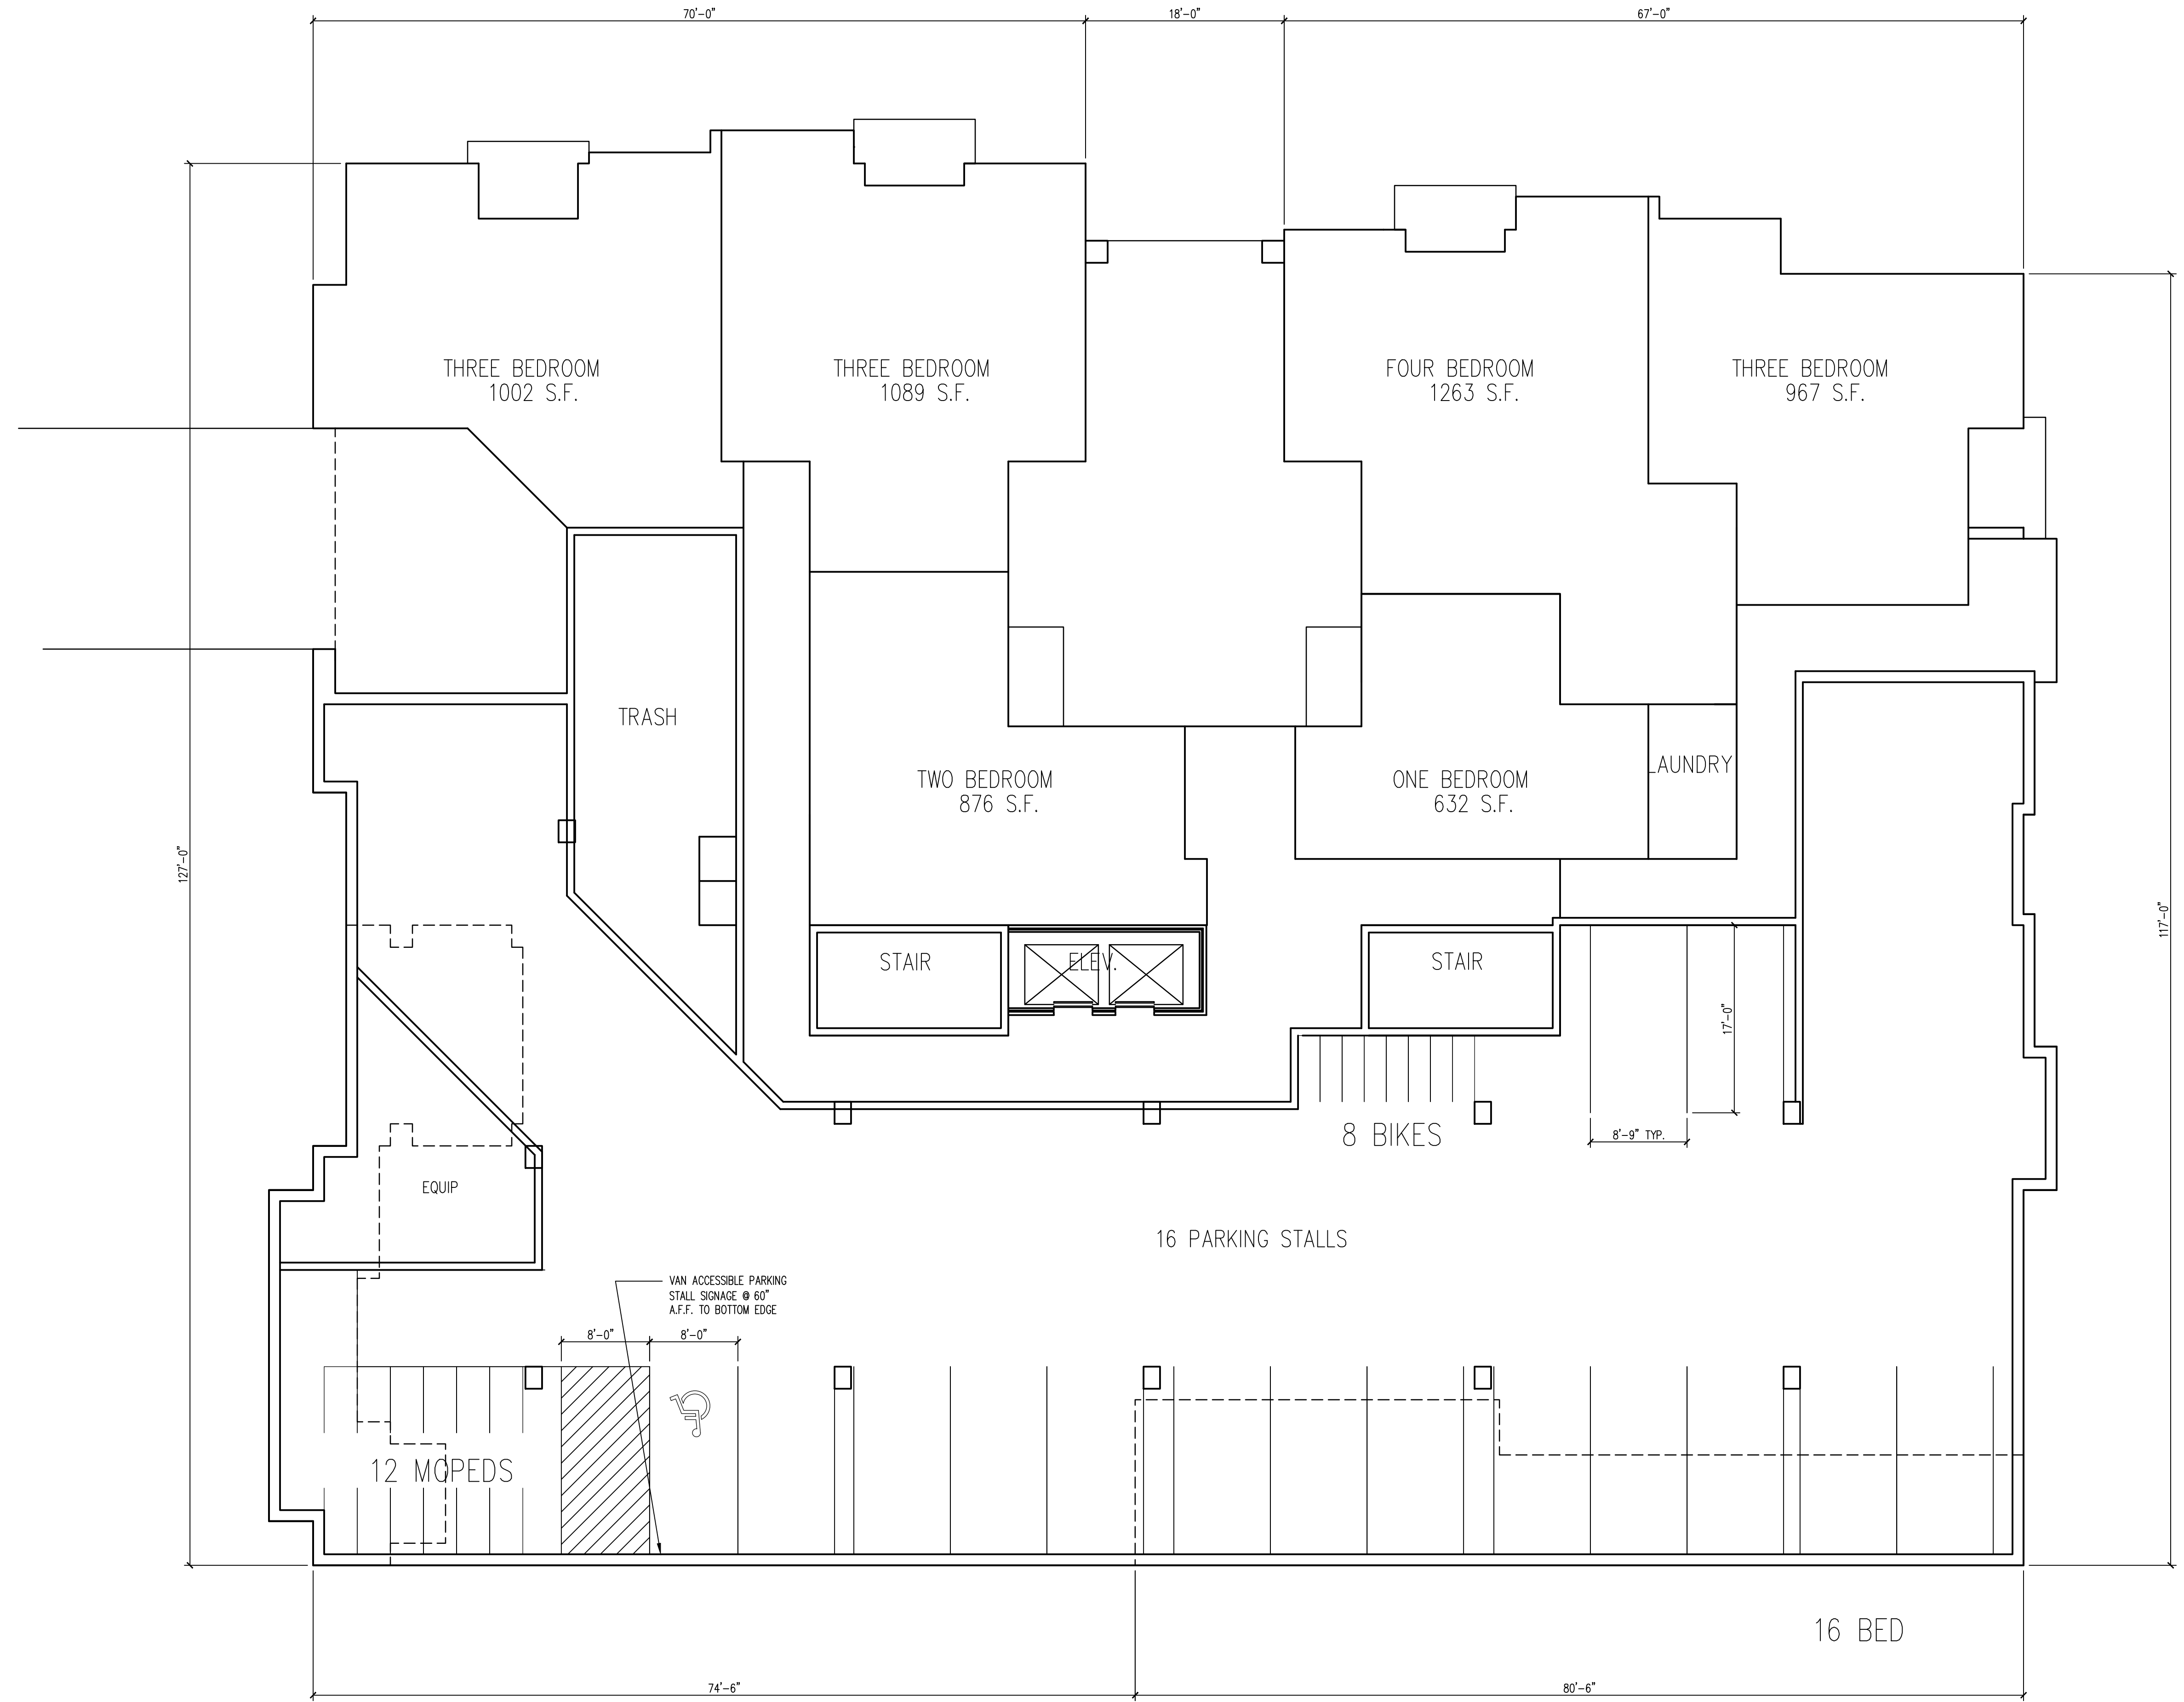 70'-0"
18'-0"
67'-0"
THREE BEDROOM
1002 S.F.
THREE BEDROOM
1089 S.F.
FOUR BEDROOM
1263 S.F.
THREE BEDROOM
967 S.F.
TRASH
TWO BEDROOM
876 S.F.
ONE BEDROOM
632 S.F.
LAUNDRY
127'-0"
117'-0"
STAIR
ELEV.
STAIR
17'-0"
8 BIKES
8'-9" TYP.
EQUIP
16 PARKING STALLS
VAN ACCESSIBLE PARKING
STALL SIGNAGE @ 60"
A.F.F. TO BOTTOM EDGE
8'-0"
8'-0"
12 MOPEDS
16 BED
74'-6"
80'-6"